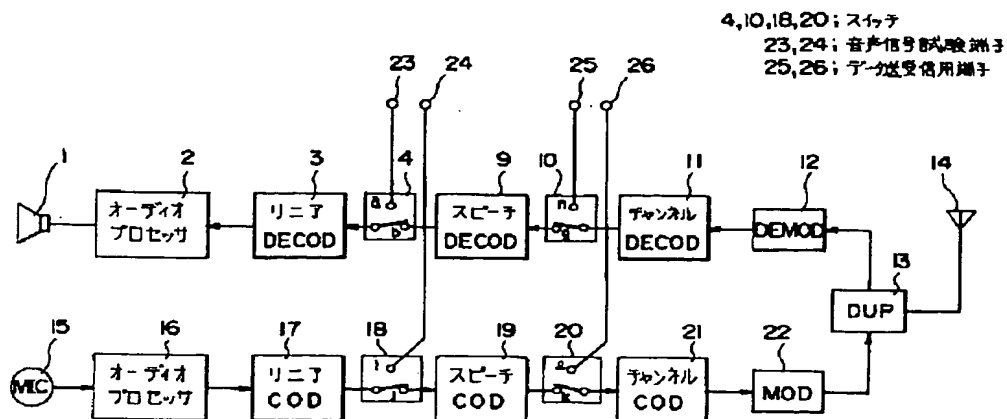 4,10,18,20; スイッチ
23,24; 音声信号試験端子
25,26; データ送受信用端子
23 24 25 26
1 2 3 4 9 10 11 12 14
a
b
n
オーディオ
プロセッサ
リニア
DECOD
スピーチ
DECOD
チャンネル
DECOD
DEMOD
13
DUP
15 16 17 18 19 20 21 22
MIC
オーディオ
プロセッサ
リニア
COD
i
j
スピーチ
COD
チャンネル
COD
MOD